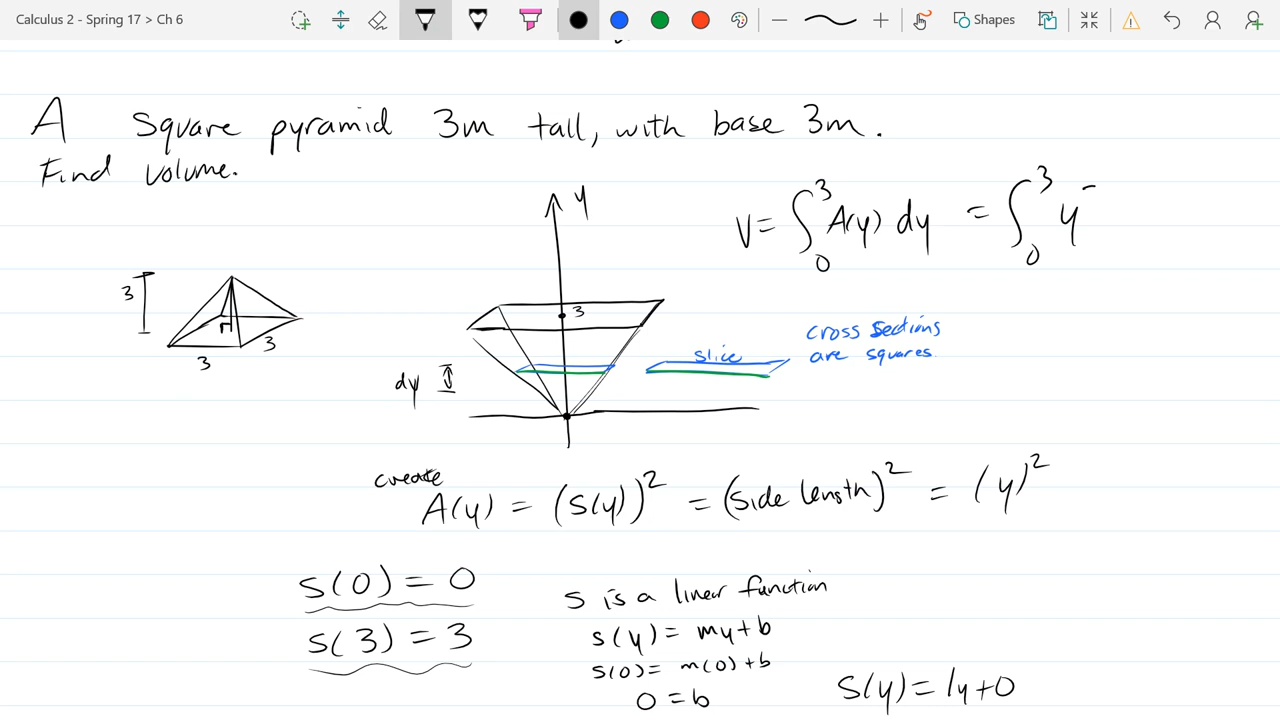 Calculus 2 - Spring 17 > Ch 6
Shapes
A square pyramid 3m tall, with base 3m.
Find volume.
y
V = ∫₀³ A(y) dy = ∫₀³ y
3
3
3
3
slice
cross sections
are squares
dy
create
A(y) = (s(y))² = (side length)² = (y)²
s(0) = 0
s(3) = 3
s is a linear function
s(y) = my + b
s(0) = m(0) + b
0 = b
s(y) = 1y + 0